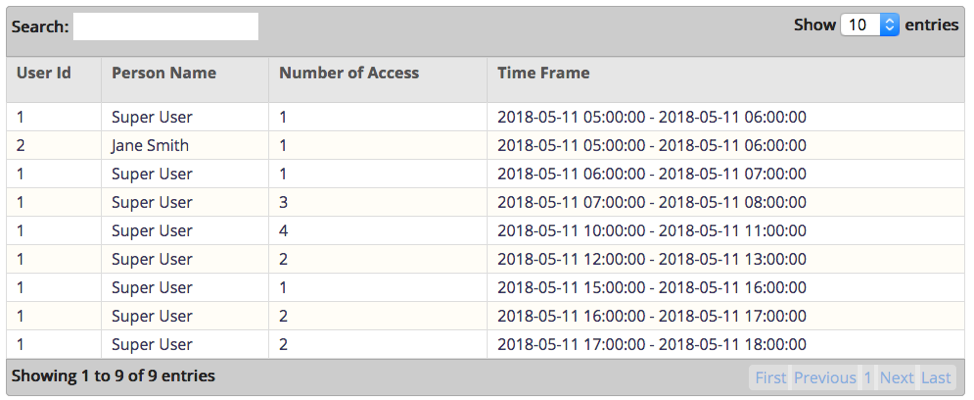 Search: Show 10 entries
User Id Person Name Number of Access Time Frame
1 Super User 1 2018-05-11 05:00:00 - 2018-05-11 06:00:00
2 Jane Smith 1 2018-05-11 05:00:00 - 2018-05-11 06:00:00
1 Super User 1 2018-05-11 06:00:00 - 2018-05-11 07:00:00
1 Super User 3 2018-05-11 07:00:00 - 2018-05-11 08:00:00
1 Super User 4 2018-05-11 10:00:00 - 2018-05-11 11:00:00
1 Super User 2 2018-05-11 12:00:00 - 2018-05-11 13:00:00
1 Super User 1 2018-05-11 15:00:00 - 2018-05-11 16:00:00
1 Super User 2 2018-05-11 16:00:00 - 2018-05-11 17:00:00
1 Super User 2 2018-05-11 17:00:00 - 2018-05-11 18:00:00
Showing 1 to 9 of 9 entries First Previous 1 Next Last